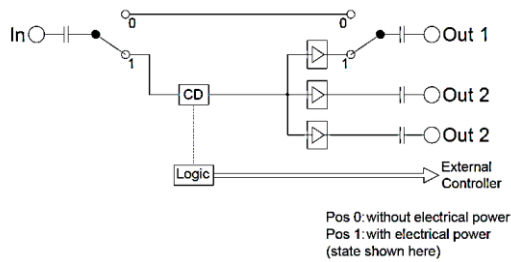 0
0
In
Out 1
1
1
CD
Out 2
Out 2
Logic
External
Controller
Pos 0: without electrical power
Pos 1: with electrical power
(state shown here)